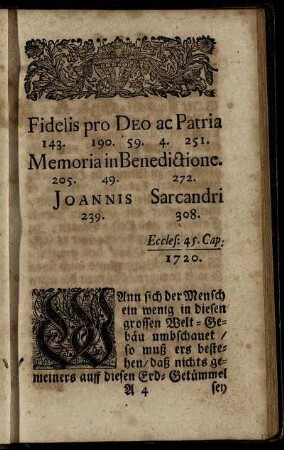 Fidelis pro DEO ac Patria
143. 190. 59. 4. 251.
Memoria in Benedictione.
205. 49. 272.
JOANNIS Sarcandri
239. 308.
Eccles: 45. Cap:
1720.
WAnn sich der Mensch
ein wenig in diesen
grossen Welt-Ge-
bäu umbschauet /
so muß ers beste-
hen / daß nichts ge-
meiners auff diesen Erd-Getümmel
A 4 sey